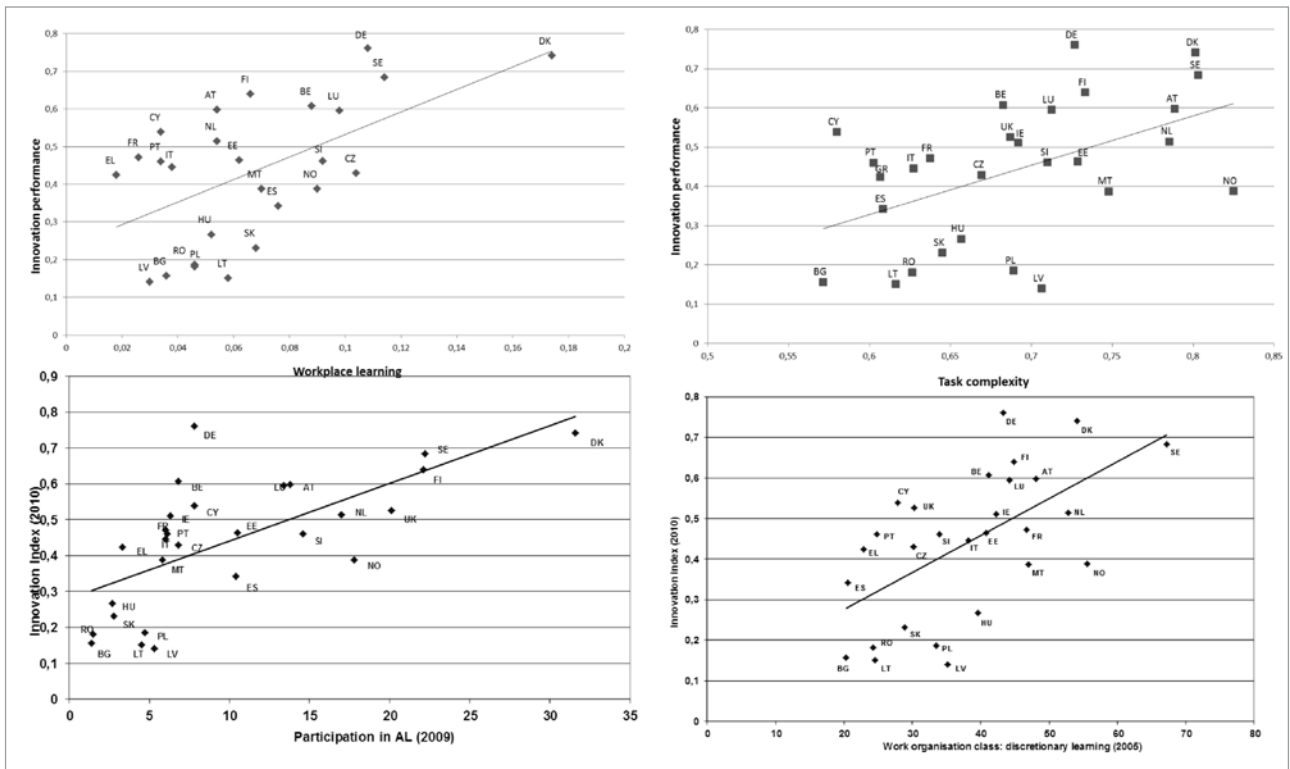 Innovation performance
0,8
0,7
0,6
0,5
0,4
0,3
0,2
0,1
0
0 0,02 0,04 0,06 0,08 0,1 0,12 0,14 0,16 0,18 0,2
Workplace learning
DE
DK
SE
FI
BE
LU
AT
CY
NL
FR
PT
IT
EE
SI
CZ
EL
MT
NO
ES
HU
SK
RO
PL
BG
LT
LV
Innovation performance
0,8
0,7
0,6
0,5
0,4
0,3
0,2
0,1
0
0,5 0,55 0,6 0,65 0,7 0,75 0,8 0,85
Task complexity
DE
DK
SE
FI
BE
LU
AT
CY
UK
IE
NL
PT
IT
FR
SI
EE
GR
CZ
MT
NO
ES
HU
SK
RO
PL
BG
LT
LV
Innovation Index (2010)
0,9
0,8
0,7
0,6
0,5
0,4
0,3
0,2
0,1
0
0 5 10 15 20 25 30 35
Participation in AL (2009)
DE
DK
SE
FI
BE
LU
AT
CY
IE
NL
UK
FR
PT
EE
IT
CZ
SI
EL
MT
NO
ES
HU
SK
RO
PL
BG
LT
LV
Innovation Index (2010)
0,8
0,7
0,6
0,5
0,4
0,3
0,2
0,1
0
0 10 20 30 40 50 60 70 80
Work organisation class: discretionary learning (2005)
DE
DK
SE
FI
BE
LU
AT
CY
UK
IE
NL
PT
SI
IT
EE
FR
EL
CZ
MT
NO
ES
HU
SK
RO
PL
BG
LT
LV